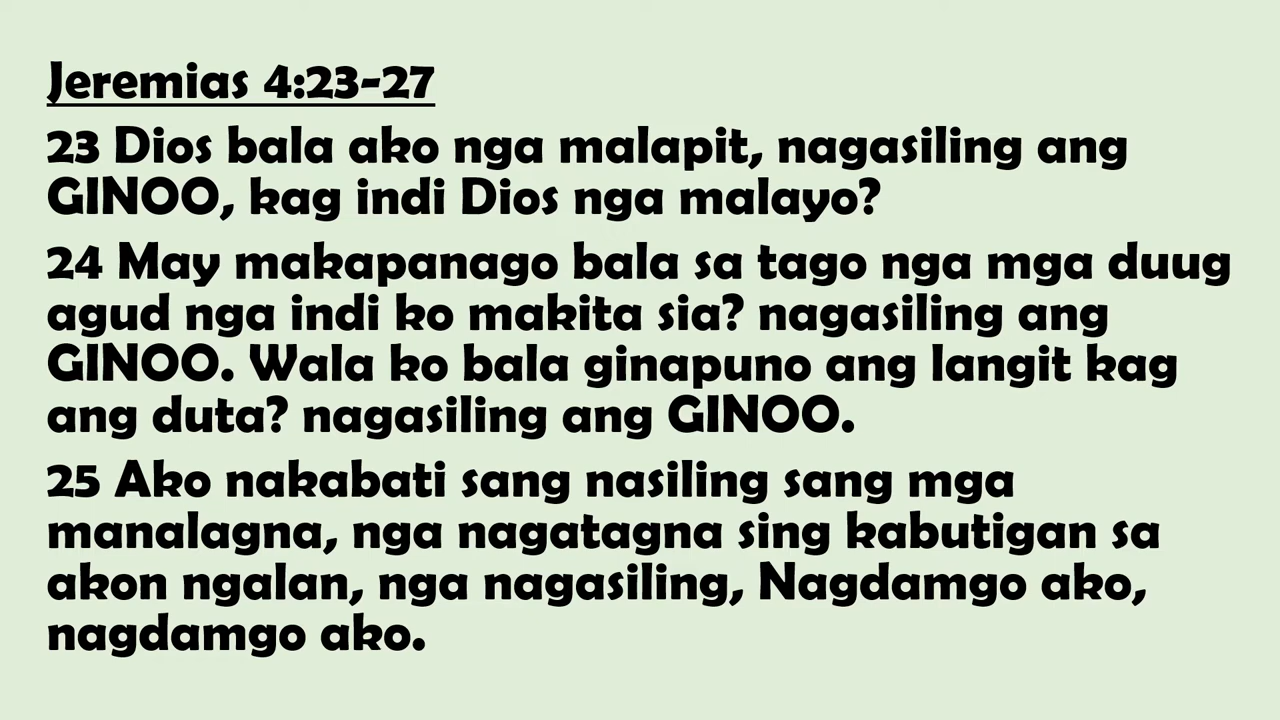 Jeremias 4:23-27
23 Dios bala ako nga malapit, nagasiling ang
GINOO, kag indi Dios nga malayo?
24 May makapanago bala sa tago nga mga duug
agud nga indi ko makita sia? nagasiling ang
GINOO. Wala ko bala ginapuno ang langit kag
ang duta? nagasiling ang GINOO.
25 Ako nakabati sang nasiling sang mga
manalagna, nga nagatagna sing kabutigan sa
akon ngalan, nga nagasiling, Nagdamgo ako,
nagdamgo ako.